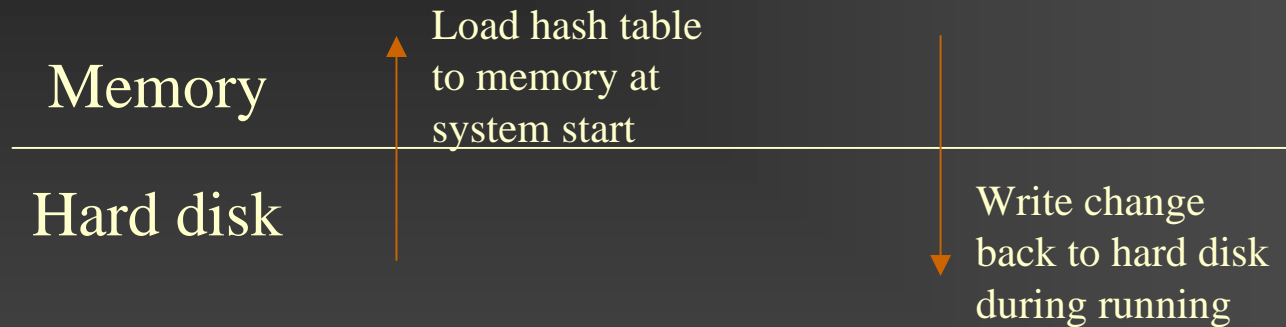 Memory
Load hash table
to memory at
system start
Hard disk
Write change
back to hard disk
during running